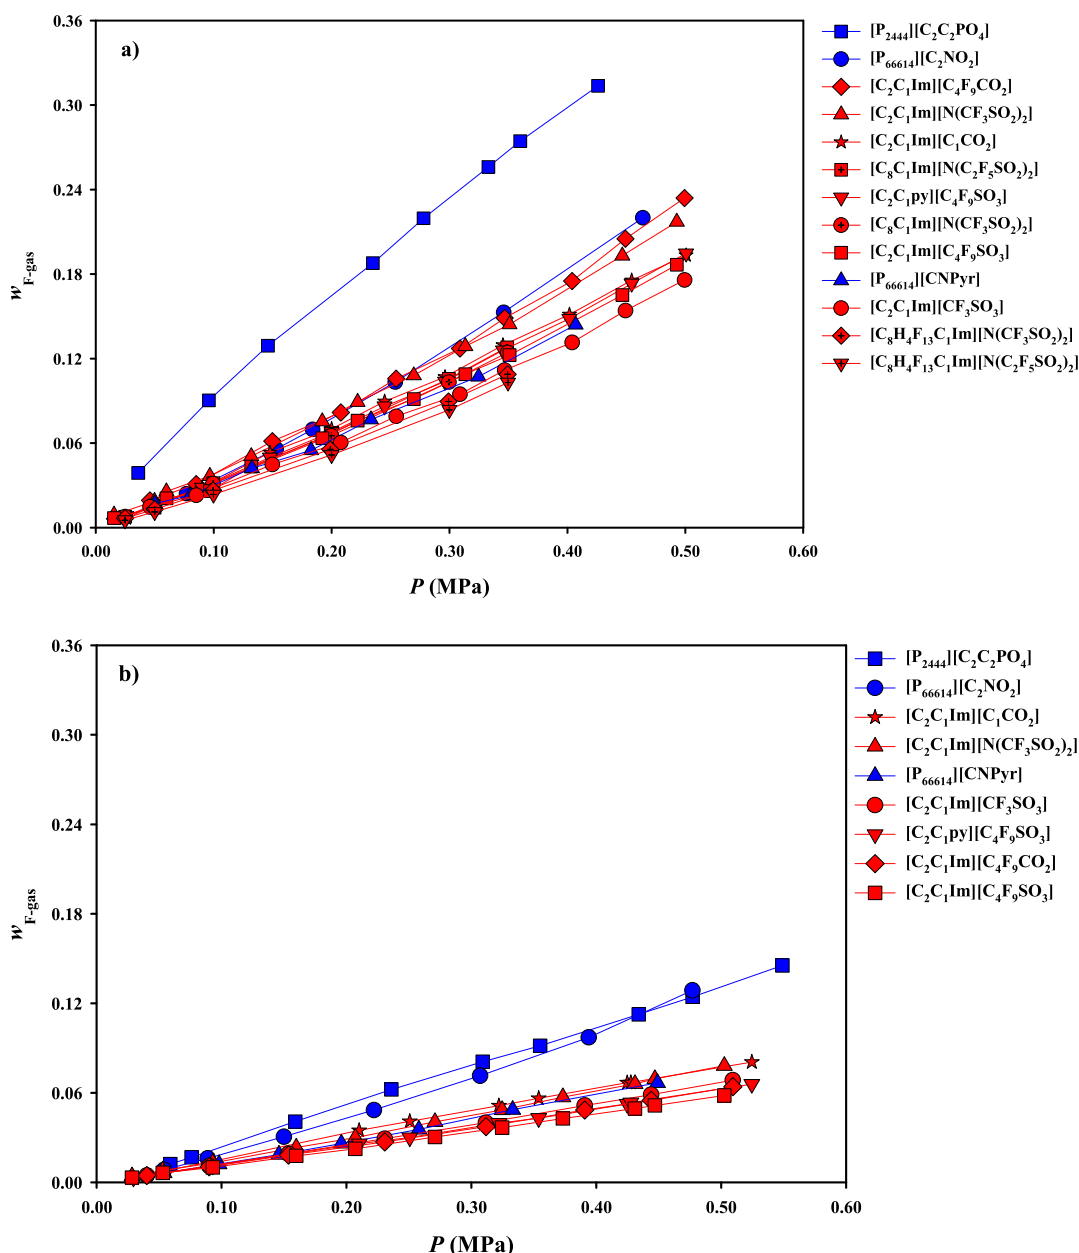 a)
0.36
0.30
0.24
0.18
0.12
0.06
0.00
w_F-gas
0.00 0.10 0.20 0.30 0.40 0.50 0.60
P (MPa)
[P2444][C2C2PO4]
[P66614][C2NO2]
[C2C1Im][C4F9CO2]
[C2C1Im][N(CF3SO2)2]
[C2C1Im][C1CO2]
[C8C1Im][N(C2F5SO2)2]
[C2C1py][C4F9SO3]
[C8C1Im][N(CF3SO2)2]
[C2C1Im][C4F9SO3]
[P66614][CNPyr]
[C2C1Im][CF3SO3]
[C8H4F13C1Im][N(CF3SO2)2]
[C8H4F13C1Im][N(C2F5SO2)2]
b)
0.36
0.30
0.24
0.18
0.12
0.06
0.00
w_F-gas
0.00 0.10 0.20 0.30 0.40 0.50 0.60
P (MPa)
[P2444][C2C2PO4]
[P66614][C2NO2]
[C2C1Im][C1CO2]
[C2C1Im][N(CF3SO2)2]
[P66614][CNPyr]
[C2C1Im][CF3SO3]
[C2C1py][C4F9SO3]
[C2C1Im][C4F9CO2]
[C2C1Im][C4F9SO3]